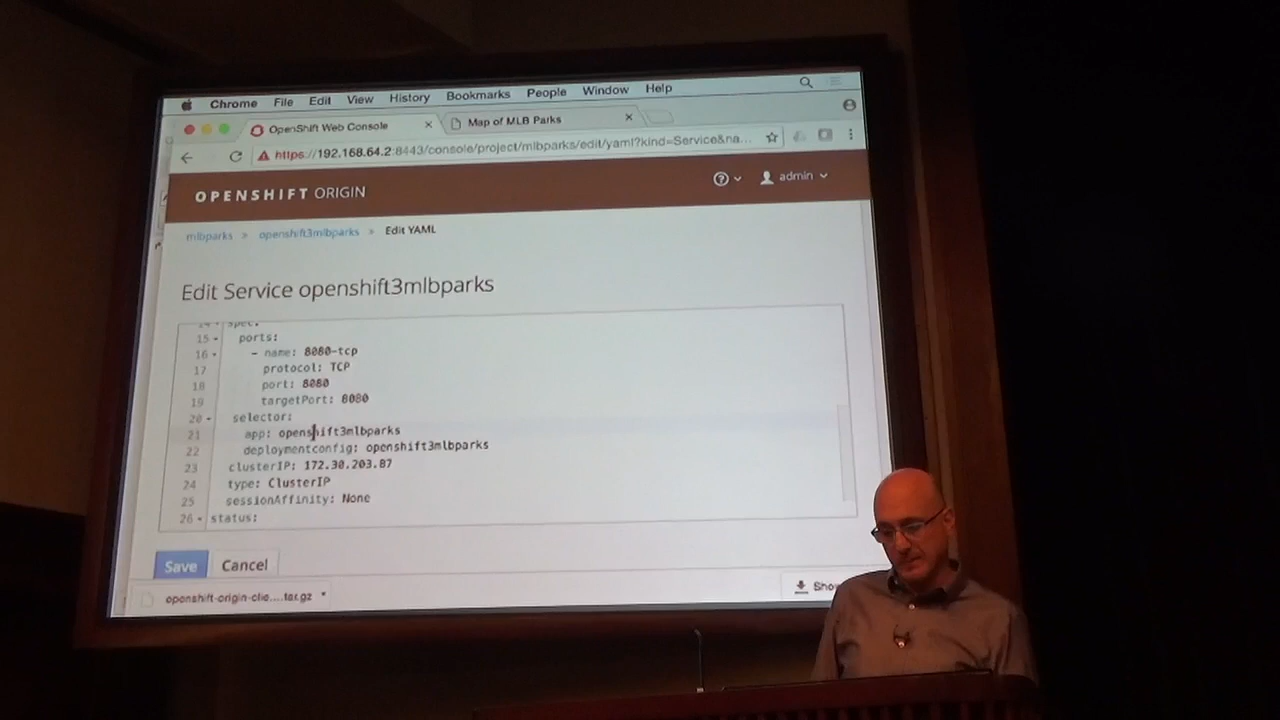 Chrome File Edit View History Bookmarks People Window Help
OpenShift Web Console × Map of MLB Parks ×
https://192.168.64.2:8443/console/project/mlbparks/edit/yaml?kind=Service&na...
OPENSHIFT ORIGIN admin
mlbparks > openshift3mlbparks > Edit YAML
Edit Service openshift3mlbparks
14 spec:
15 ports:
16 - name: 8080-tcp
17 protocol: TCP
18 port: 8080
19 targetPort: 8080
20 selector:
21 app: openshift3mlbparks
22 deploymentconfig: openshift3mlbparks
23 clusterIP: 172.30.203.87
24 type: ClusterIP
25 sessionAffinity: None
26 status:
Save Cancel
openshift-origin-clie....tar.gz